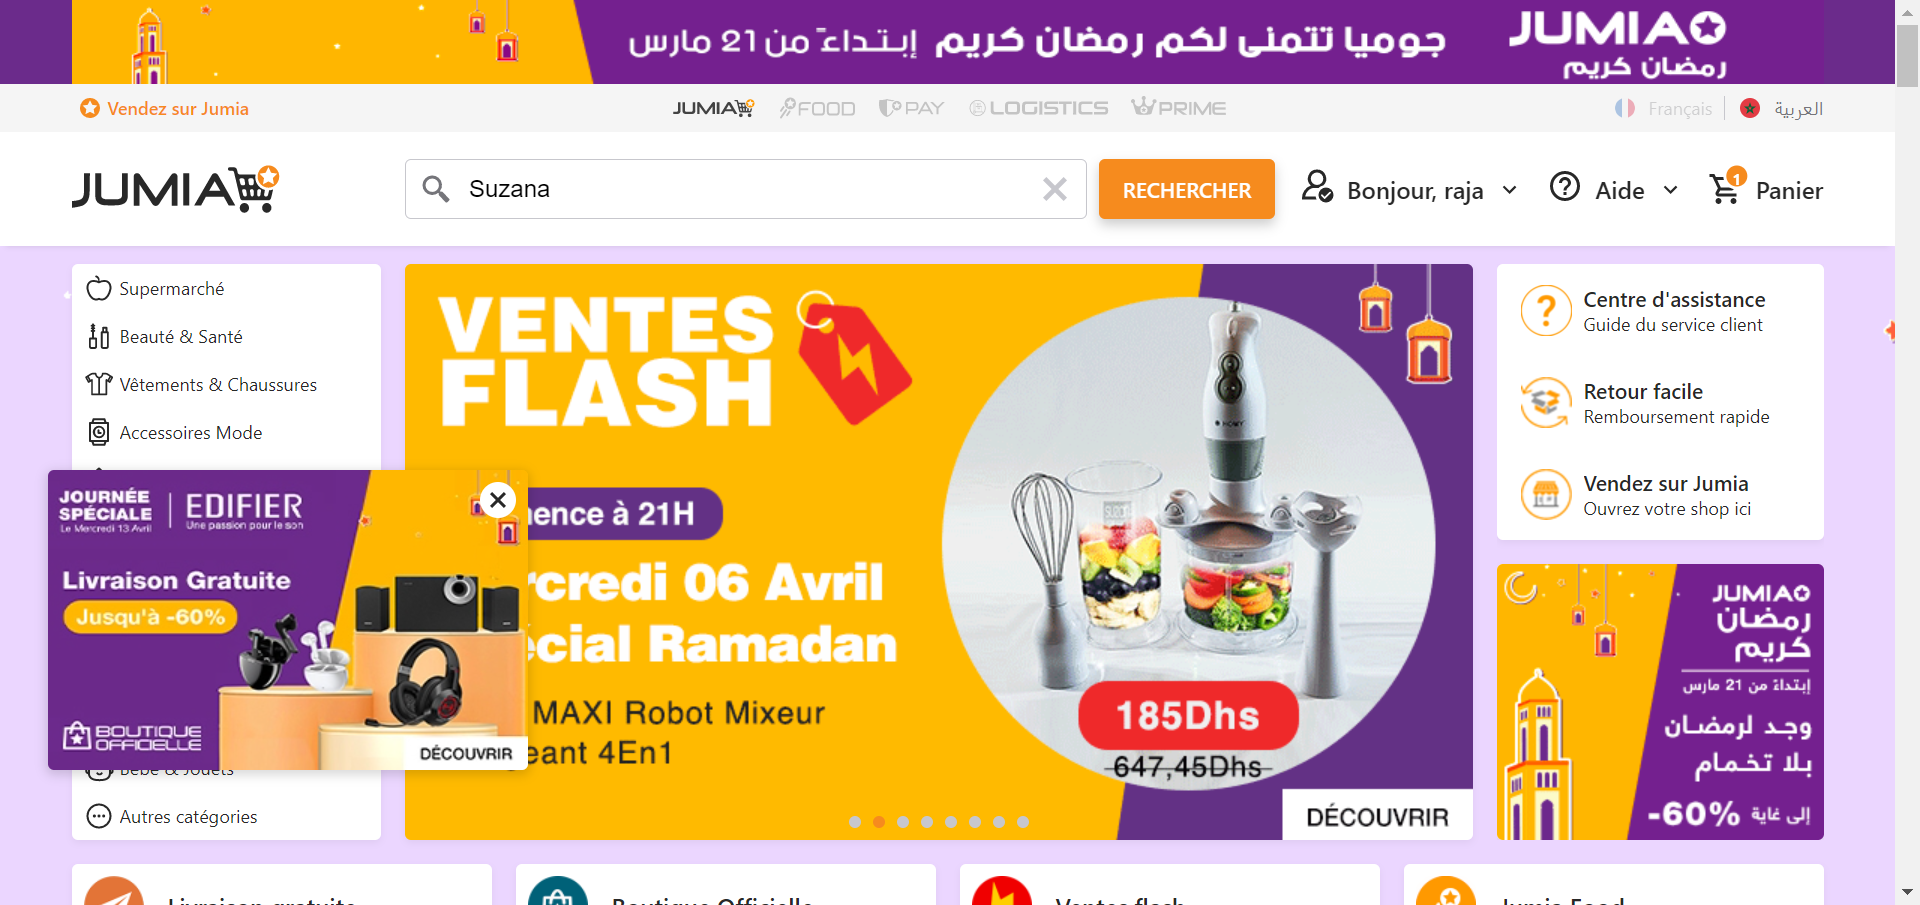 جوميا تتمنى لكم رمضان كريم إبتداءً من 21 مارس
JUMIA
رمضان كريم
Vendez sur Jumia
JUMIA
FOOD
PAY
LOGISTICS
PRIME
Français
العربية
JUMIA
Suzana
RECHERCHER
Bonjour, raja
Aide
1
Panier
Supermarché
Beauté & Santé
Vêtements & Chaussures
Accessoires Mode
Bébé & Jouets
Autres catégories
JOURNÉE
SPÉCIALE
Le Mercredi 13 Avril
EDIFIER
Une passion pour le son
Livraison Gratuite
Jusqu'à -60%
BOUTIQUE
OFFICIELLE
DÉCOUVRIR
VENTES
FLASH
ence à 21H
rcredi 06 Avril
écial Ramadan
MAXI Robot Mixeur
eant 4En1
HOMY
185Dhs
647,45Dhs
DÉCOUVRIR
Centre d'assistance
Guide du service client
Retour facile
Remboursement rapide
Vendez sur Jumia
Ouvrez votre shop ici
JUMIA
رمضان
كريم
إبتداءً من 21 مارس
وجد لرمضان
بلا تخمام
إلى غاية 60%-
Livraison gratuite
Boutique Officielle
Ventes flash
Jumia Food